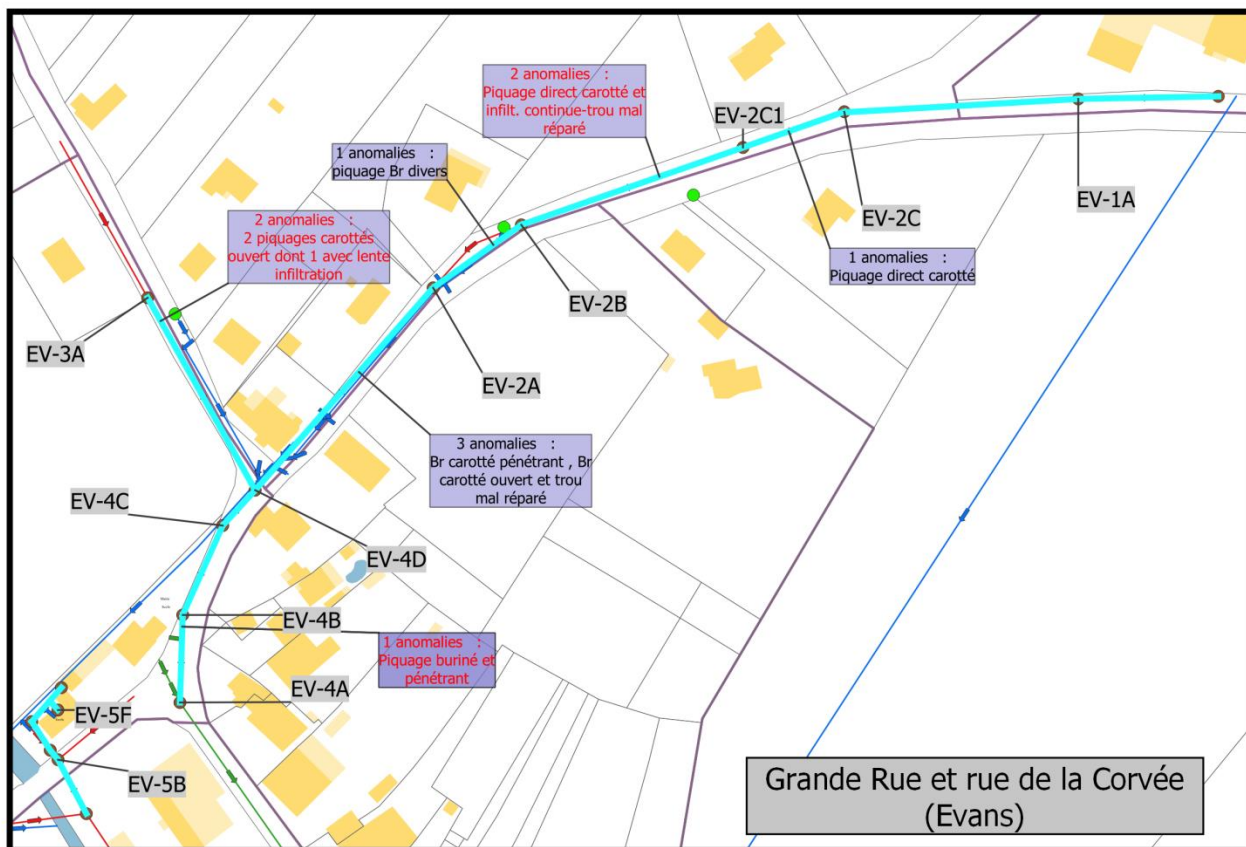 2 anomalies :
Piquage direct carotté et
infilt. continue-trou mal
réparé
EV-2C1
1 anomalies :
piquage Br divers
EV-1A
EV-2C
2 anomalies :
2 piquages carottés
ouvert dont 1 avec lente
infiltration
1 anomalies :
Piquage direct carotté
EV-2B
EV-3A
EV-2A
3 anomalies :
Br carotté pénétrant , Br
carotté ouvert et trou
mal réparé
EV-4C
EV-4D
EV-4B
1 anomalies :
Piquage buriné et
pénétrant
EV-4A
EV-5F
EV-5B
Grande Rue et rue de la Corvée
(Evans)